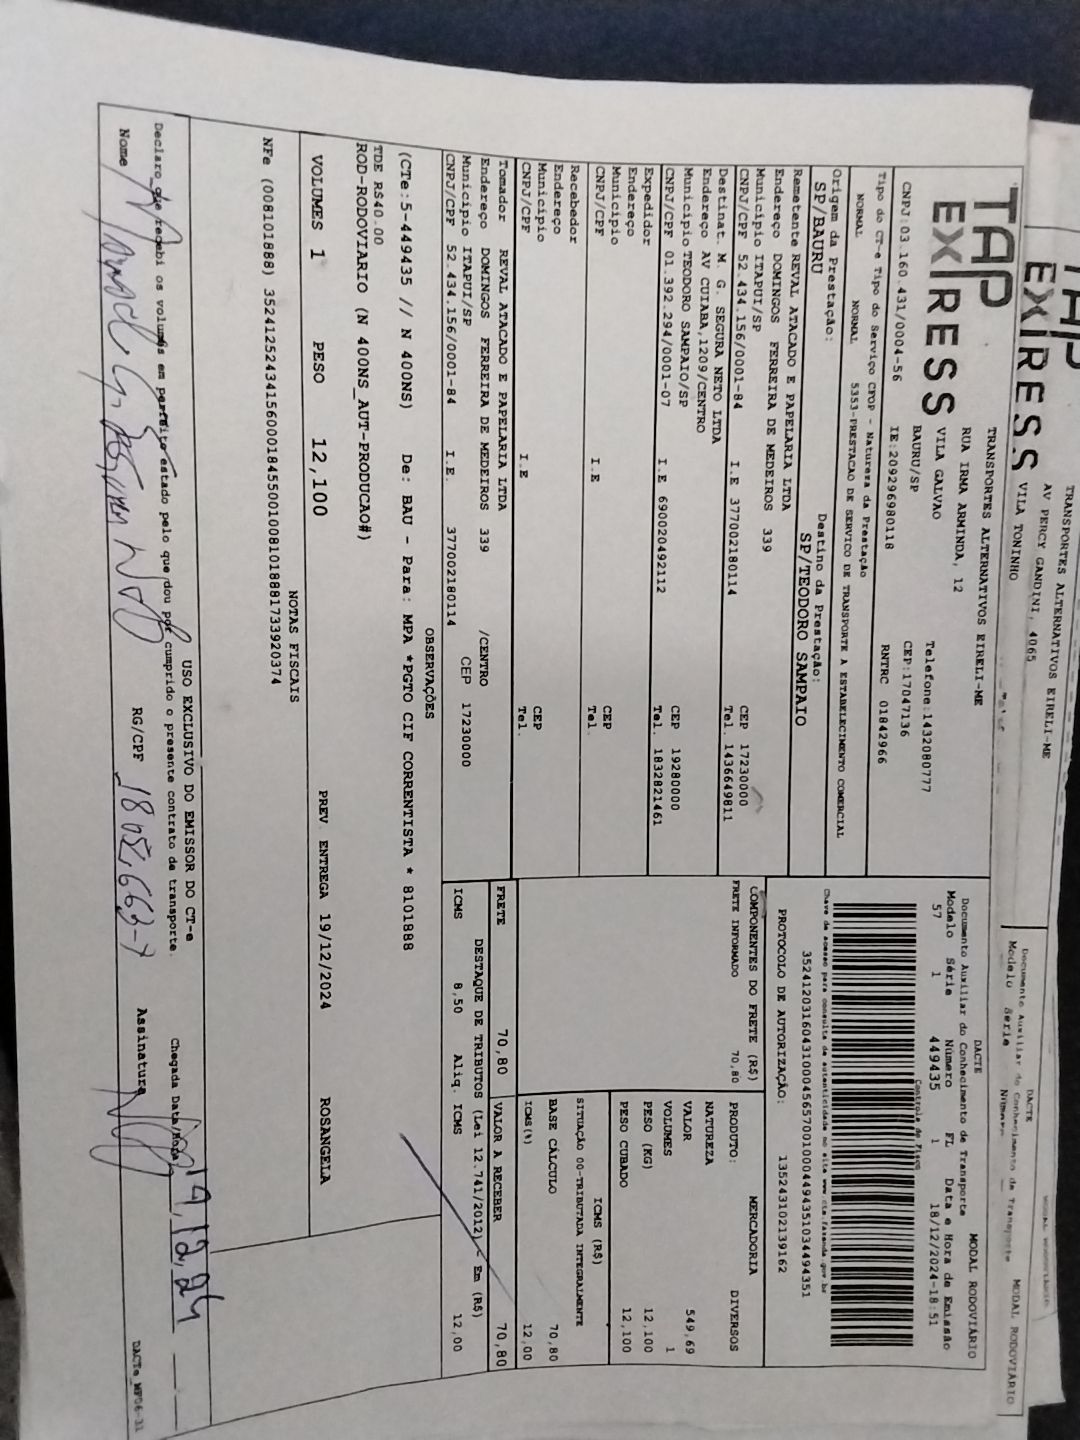 TRANSPORTES ALTERNATIVOS EIRELI-ME
AV PERCY GANDINI, 4065
VILA TONINHO
EXPRESS
DACTE
MODAL RODOVIÁRIO
Documento Auxiliar do Conhecimento de Transporte
Modelo Série Número
TAP
EXPRESS
TRANSPORTES ALTERNATIVOS EIRELI-ME
RUA IRMA ARMINDA, 12
VILA GALVAO
BAURU/SP
Telefone:1432080777
CEP:17047136
CNPJ:03.160.431/0004-56 IE:209296980118 RNTRC 01842966
DACTE MODAL RODOVIÁRIO
Documento Auxiliar do Conhecimento de Transporte
Modelo Série Número FL Data e Hora de Emissão
57 1 449435 1 18/12/2024-18:51
Controle do Fisco
Chave de acesso para consulta de autenticidade no site www.cte.fazenda.gov.br
35241203160431000456570010004494351034494351
PROTOCOLO DE AUTORIZAÇÃO: 135243102139162
Tipo do CT-e Tipo do Serviço CFOP - Natureza da Prestação
NORMAL NORMAL 5353-PRESTACAO DE SERVICO DE TRANSPORTE A ESTABELECIMENTO COMERCIAL
Origem da Prestação: Destino da Prestação:
SP/BAURU SP/TEODORO SAMPAIO
Remetente REVAL ATACADO E PAPELARIA LTDA
Endereço DOMINGOS FERREIRA DE MEDEIROS 339
Município ITAPUI/SP CEP 17230000
CNPJ/CPF 52.434.156/0001-84 I.E 377002180114 Tel. 1436649811
Destinat. M. G. SEGURA NETO LTDA
Endereço AV CUIABA,1209/CENTRO
Município TEODORO SAMPAIO/SP CEP 19280000
CNPJ/CPF 01.392.294/0001-07 I.E 690020492112 Tel. 1832821461
Expedidor
Endereço
Município CEP
CNPJ/CPF I.E Tel.
Recebedor
Endereço
Município CEP
CNPJ/CPF I.E Tel.
Tomador REVAL ATACADO E PAPELARIA LTDA
Endereço DOMINGOS FERREIRA DE MEDEIROS 339 /CENTRO
Município ITAPUI/SP CEP 17230000
CNPJ/CPF 52.434.156/0001-84 I.E. 377002180114
COMPONENTES DO FRETE (R$)
FRETE INFORMADO 70,80
PRODUTO: MERCADORIA
NATUREZA DIVERSOS
VALOR 549,69
VOLUMES 1
PESO (KG) 12,100
PESO CUBADO 12,100
ICMS (R$)
SITUAÇÃO 00-TRIBUTADA INTEGRALMENTE
BASE CÁLCULO 70,80
ICMS(%) 12,00
FRETE 70,80 VALOR A RECEBER 70,80
DESTAQUE DE TRIBUTOS (Lei 12.741/2012) - Em (R$)
ICMS 8,50 Aliq. ICMS 12,00
OBSERVAÇÕES
(CTe:5-449435 // N 400NS) De: BAU - Para: MPA *PGTO CIF CORRENTISTA * 8101888
TDE R$40.00
ROD-RODOVIARIO (N 400NS_AUT-PRODUCAO#)
VOLUMES 1 PESO 12,100 PREV. ENTREGA 19/12/2024 ROSANGELA
NOTAS FISCAIS
NFe (008101888) 35241252434156000184550010081018881733920374
USO EXCLUSIVO DO EMISSOR DO CT-e
Declaro que recebi os volumes em perfeito estado pelo que dou por cumprido o presente contrato de transporte.
Chegada Data/Hora 19, 12, 24
Nome RG/CPF 18052.663-7 Assinatura
DACTe_WF06-31